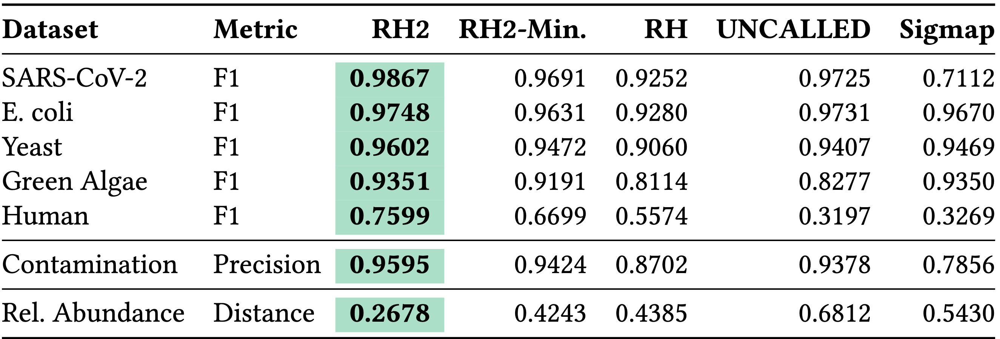 Dataset Metric RH2 RH2-Min. RH UNCALLED Sigmap
SARS-CoV-2 F1 0.9867 0.9691 0.9252 0.9725 0.7112
E. coli F1 0.9748 0.9631 0.9280 0.9731 0.9670
Yeast F1 0.9602 0.9472 0.9060 0.9407 0.9469
Green Algae F1 0.9351 0.9191 0.8114 0.8277 0.9350
Human F1 0.7599 0.6699 0.5574 0.3197 0.3269
Contamination Precision 0.9595 0.9424 0.8702 0.9378 0.7856
Rel. Abundance Distance 0.2678 0.4243 0.4385 0.6812 0.5430